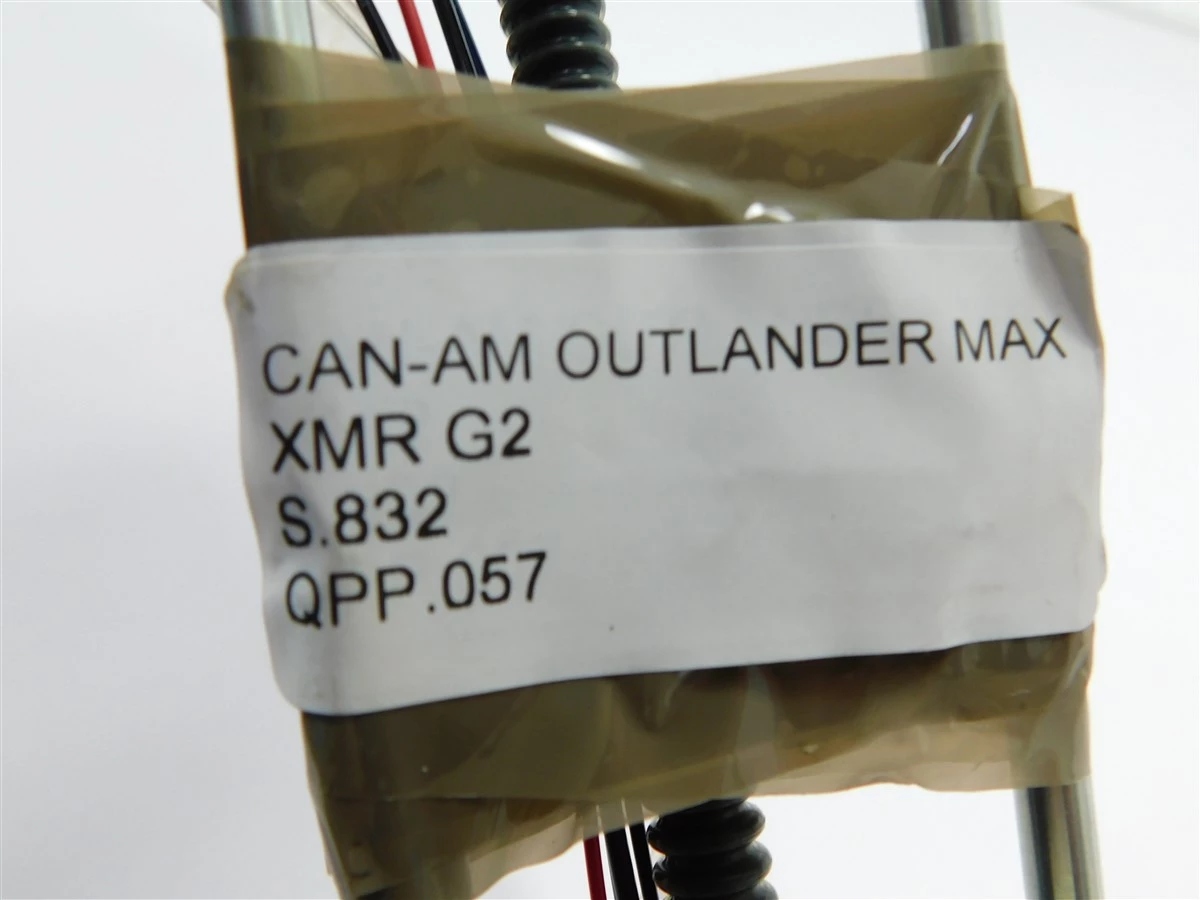 CAN-AM OUTLANDER MAX
XMR G2
S.832
QPP.057